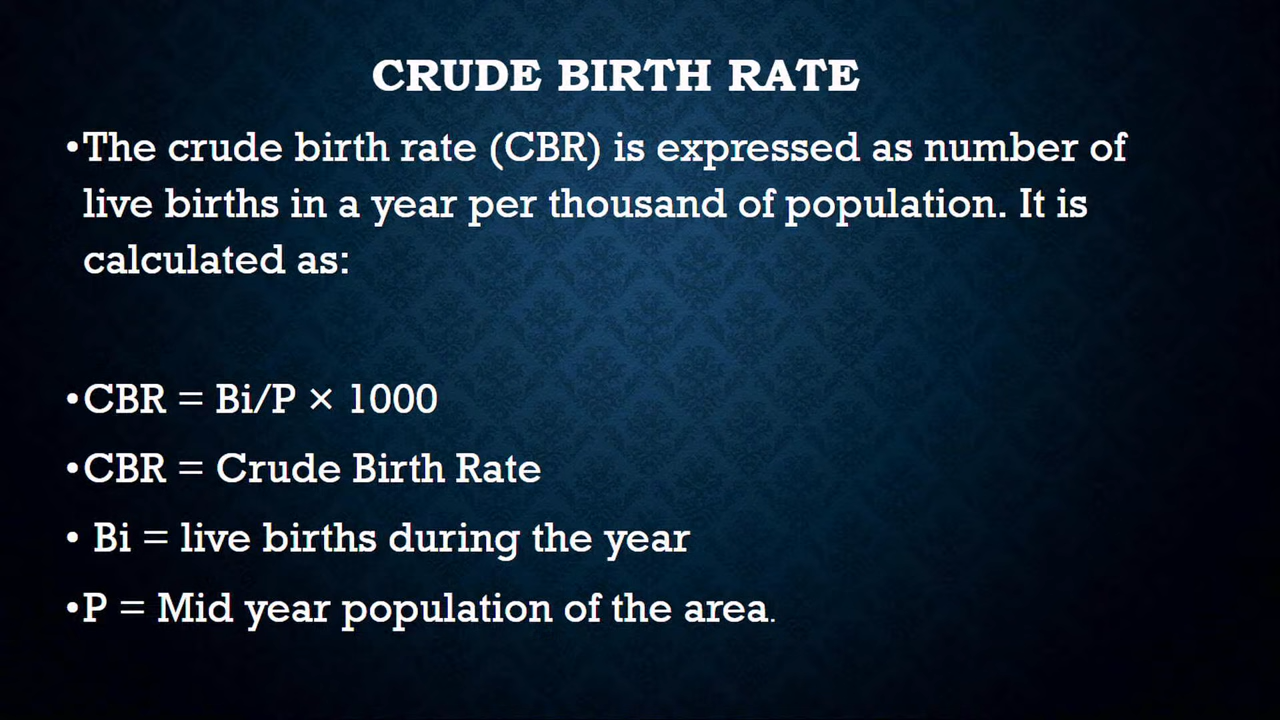 CRUDE BIRTH RATE
•The crude birth rate (CBR) is expressed as number of
live births in a year per thousand of population. It is
calculated as:
•CBR = Bi/P × 1000
•CBR = Crude Birth Rate
• Bi = live births during the year
•P = Mid year population of the area.